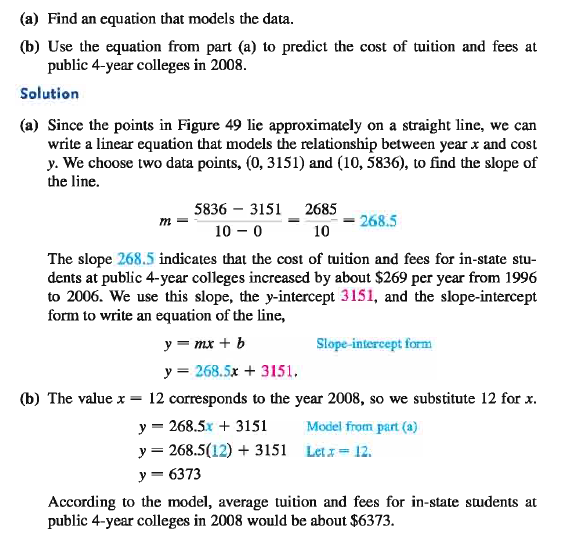 (a) Find an equation that models the data.
(b) Use the equation from part (a) to predict the cost of tuition and fees at
public 4-year colleges in 2008.
Solution
(a) Since the points in Figure 49 lie approximately on a straight line, we can
write a linear equation that models the relationship between year x and cost
y. We choose two data points, (0, 3151) and (10, 5836), to find the slope of
the line.
m = (5836 − 3151)/(10 − 0) = 2685/10 = 268.5
The slope 268.5 indicates that the cost of tuition and fees for in-state stu-
dents at public 4-year colleges increased by about $269 per year from 1996
to 2006. We use this slope, the y-intercept 3151, and the slope-intercept
form to write an equation of the line,
y = mx + b Slope-intercept form
y = 268.5x + 3151.
(b) The value x = 12 corresponds to the year 2008, so we substitute 12 for x.
y = 268.5x + 3151 Model from part (a)
y = 268.5(12) + 3151 Let x = 12.
y = 6373
According to the model, average tuition and fees for in-state students at
public 4-year colleges in 2008 would be about $6373.